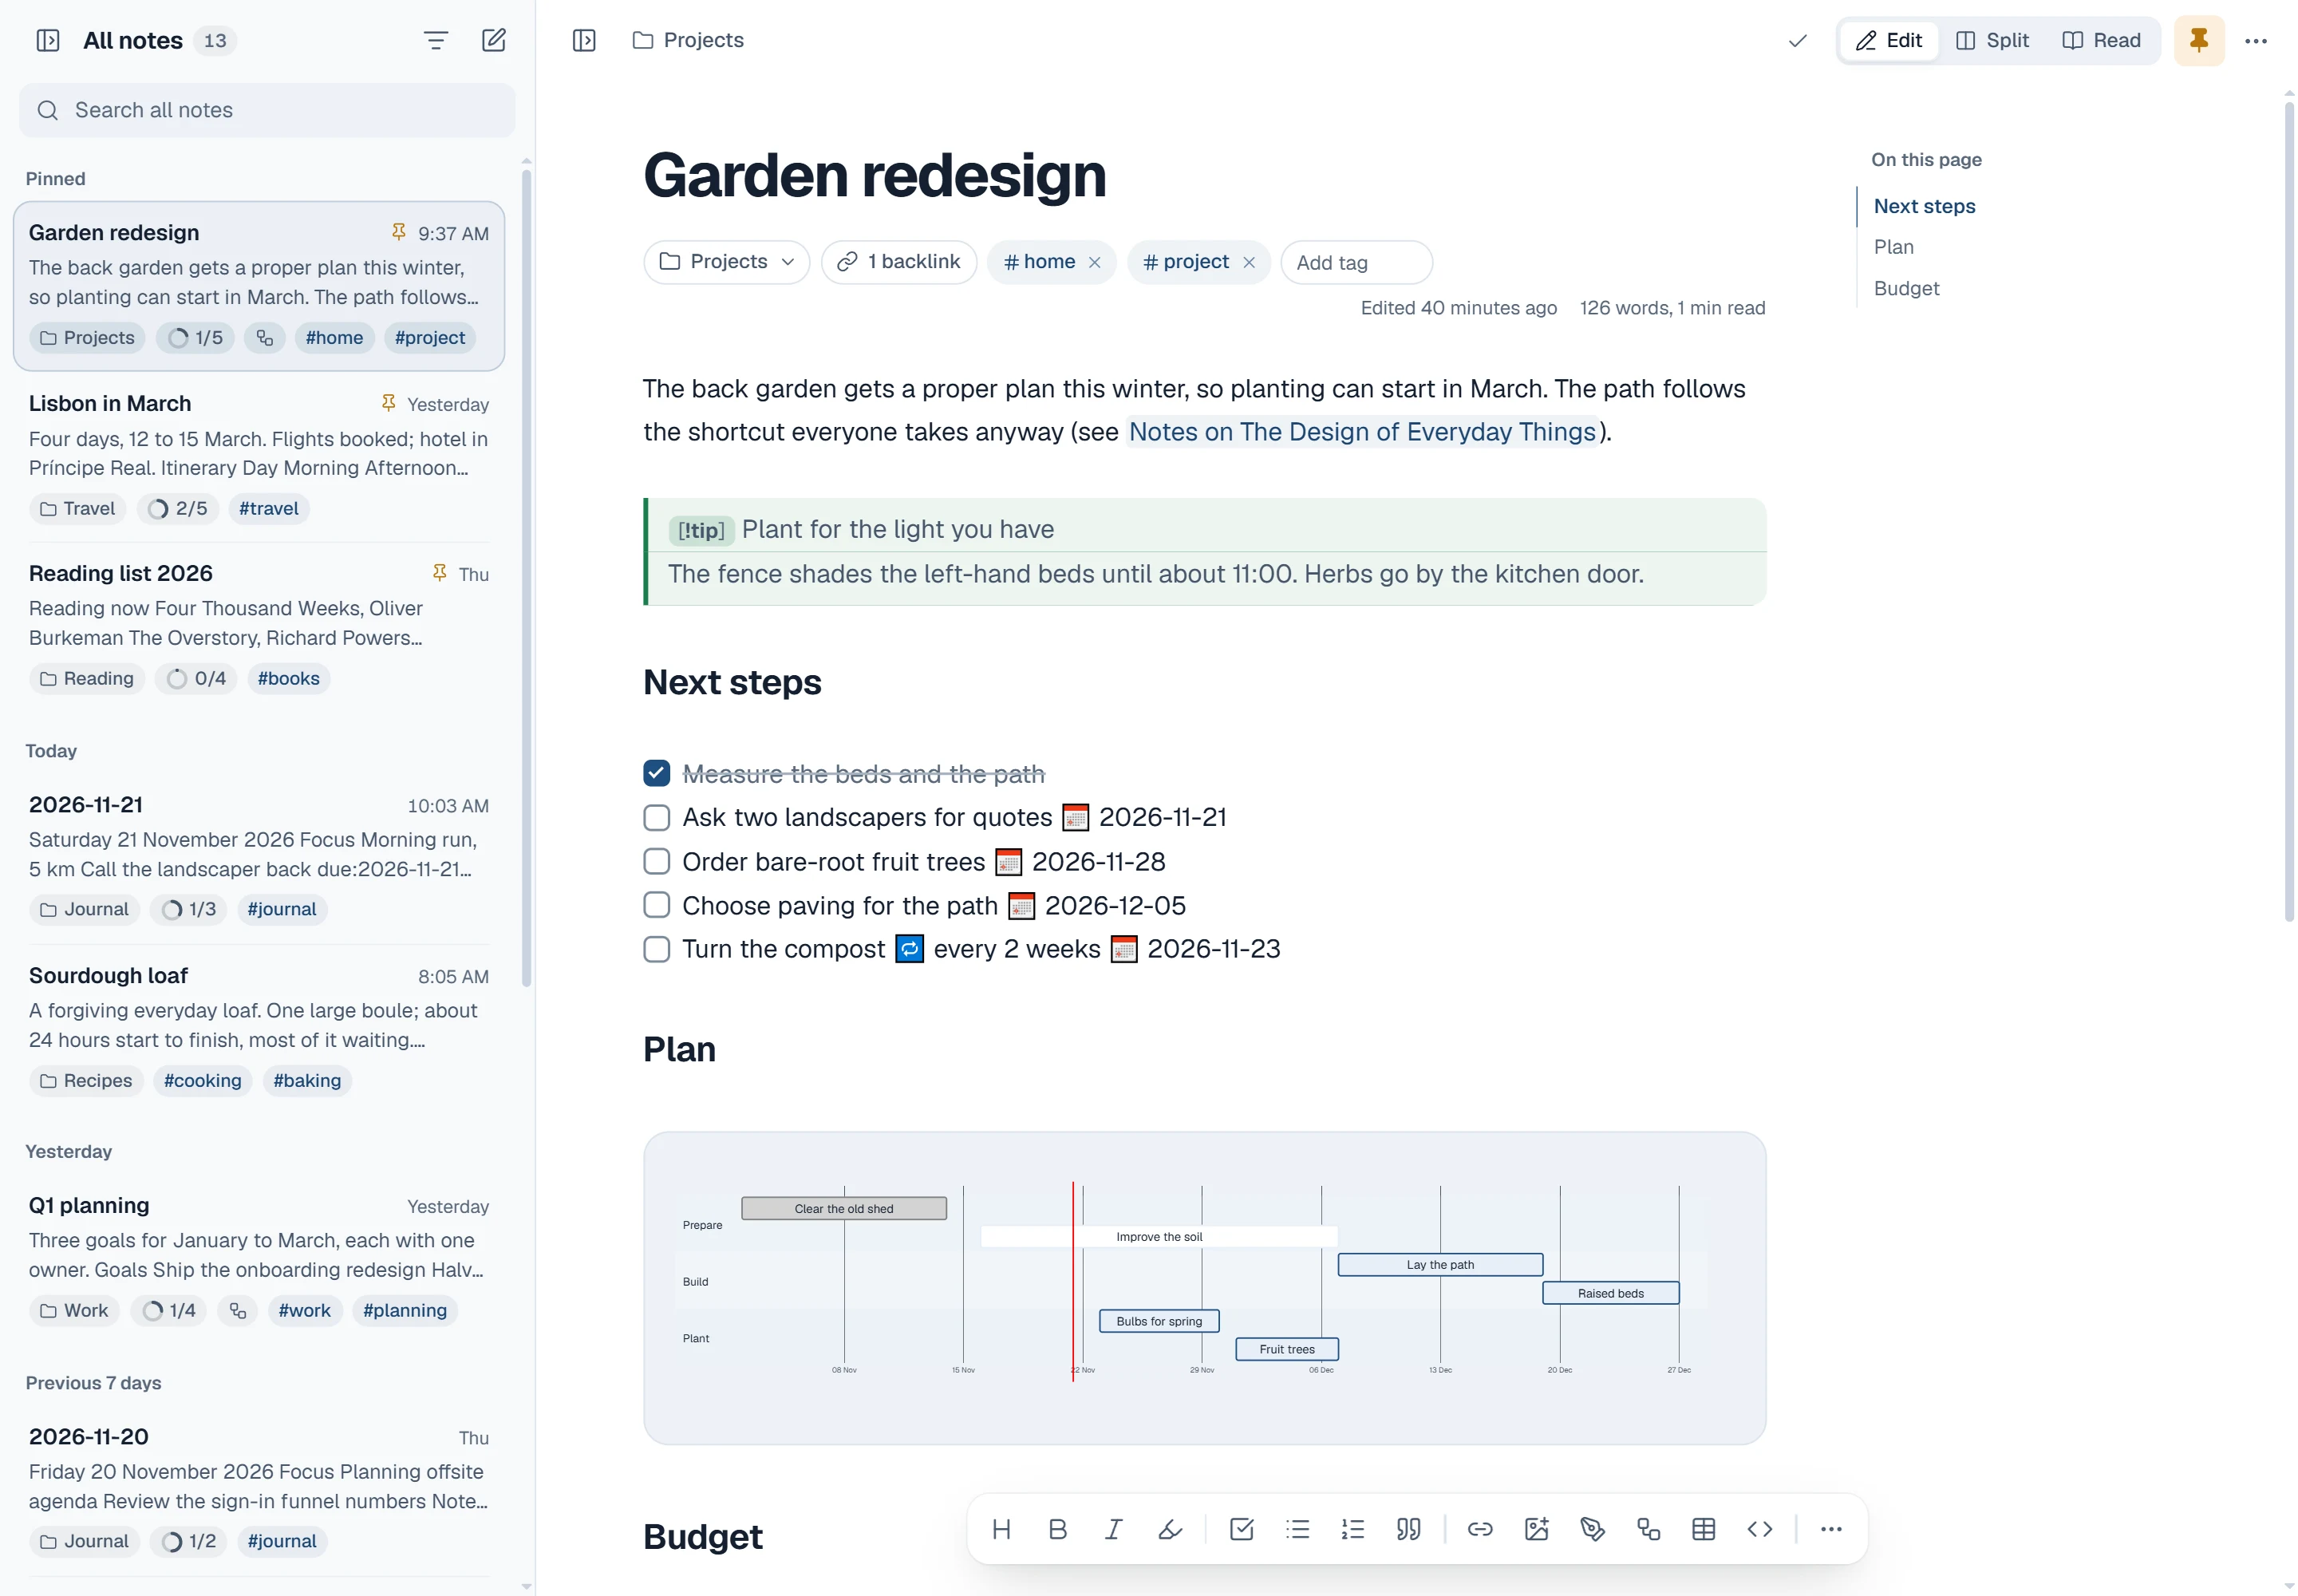 All notes 13
Search all notes
Pinned
Garden redesign 9:37 AM
The back garden gets a proper plan this winter,
so planting can start in March. The path follows…
Projects 1/5 #home #project
Lisbon in March Yesterday
Four days, 12 to 15 March. Flights booked; hotel in
Príncipe Real. Itinerary Day Morning Afternoon…
Travel 2/5 #travel
Reading list 2026 Thu
Reading now Four Thousand Weeks, Oliver
Burkeman The Overstory, Richard Powers…
Reading 0/4 #books
Today
2026-11-21 10:03 AM
Saturday 21 November 2026 Focus Morning run,
5 km Call the landscaper back due:2026-11-21…
Journal 1/3 #journal
Sourdough loaf 8:05 AM
A forgiving everyday loaf. One large boule; about
24 hours start to finish, most of it waiting.…
Recipes #cooking #baking
Yesterday
Q1 planning Yesterday
Three goals for January to March, each with one
owner. Goals Ship the onboarding redesign Halv…
Work 1/4 #work #planning
Previous 7 days
2026-11-20 Thu
Friday 20 November 2026 Focus Planning offsite
agenda Review the sign-in funnel numbers Note…
Journal 1/2 #journal
Projects
Edit Split Read
Garden redesign
Projects 1 backlink # home # project Add tag
Edited 40 minutes ago 126 words, 1 min read
The back garden gets a proper plan this winter, so planting can start in March. The path follows
the shortcut everyone takes anyway (see Notes on The Design of Everyday Things).
[!tip] Plant for the light you have
The fence shades the left-hand beds until about 11:00. Herbs go by the kitchen door.
Next steps
Measure the beds and the path
Ask two landscapers for quotes 📅 2026-11-21
Order bare-root fruit trees 📅 2026-11-28
Choose paving for the path 📅 2026-12-05
Turn the compost 🔁 every 2 weeks 📅 2026-11-23
Plan
Prepare
Clear the old shed
Improve the soil
Build
Lay the path
Raised beds
Plant
Bulbs for spring
Fruit trees
08 Nov 15 Nov 22 Nov 29 Nov 06 Dec 13 Dec 20 Dec 27 Dec
Budget
On this page
Next steps
Plan
Budget